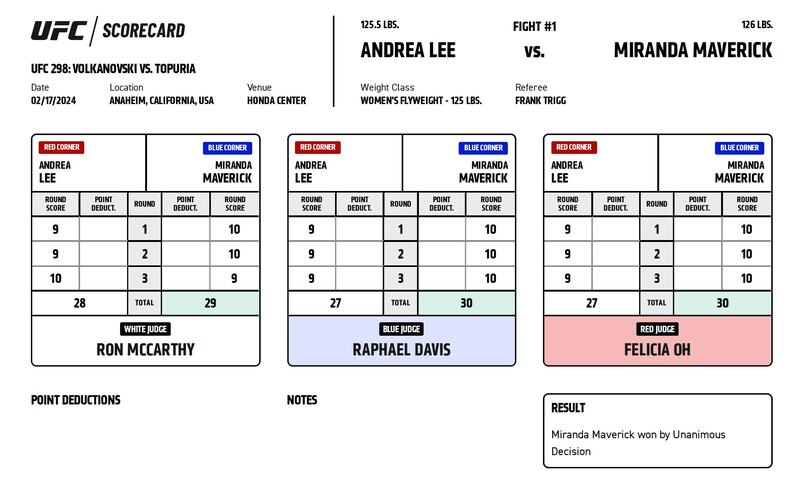 UFC / SCORECARD
UFC 298: VOLKANOVSKI VS. TOPURIA
Date Location Venue
02/17/2024 ANAHEIM, CALIFORNIA, USA HONDA CENTER
125.5 LBS. FIGHT #1 126 LBS.
ANDREA LEE VS. MIRANDA MAVERICK
Weight Class Referee
WOMEN'S FLYWEIGHT - 125 LBS. FRANK TRIGG
RED CORNER BLUE CORNER
ANDREA MIRANDA
LEE MAVERICK
ROUND SCORE POINT DEDUCT. ROUND POINT DEDUCT. ROUND SCORE
9 1 10
9 2 10
10 3 9
28 TOTAL 29
WHITE JUDGE
RON MCCARTHY
RED CORNER BLUE CORNER
ANDREA MIRANDA
LEE MAVERICK
ROUND SCORE POINT DEDUCT. ROUND POINT DEDUCT. ROUND SCORE
9 1 10
9 2 10
9 3 10
27 TOTAL 30
BLUE JUDGE
RAPHAEL DAVIS
RED CORNER BLUE CORNER
ANDREA MIRANDA
LEE MAVERICK
ROUND SCORE POINT DEDUCT. ROUND POINT DEDUCT. ROUND SCORE
9 1 10
9 2 10
9 3 10
27 TOTAL 30
RED JUDGE
FELICIA OH
POINT DEDUCTIONS
NOTES
RESULT
Miranda Maverick won by Unanimous
Decision